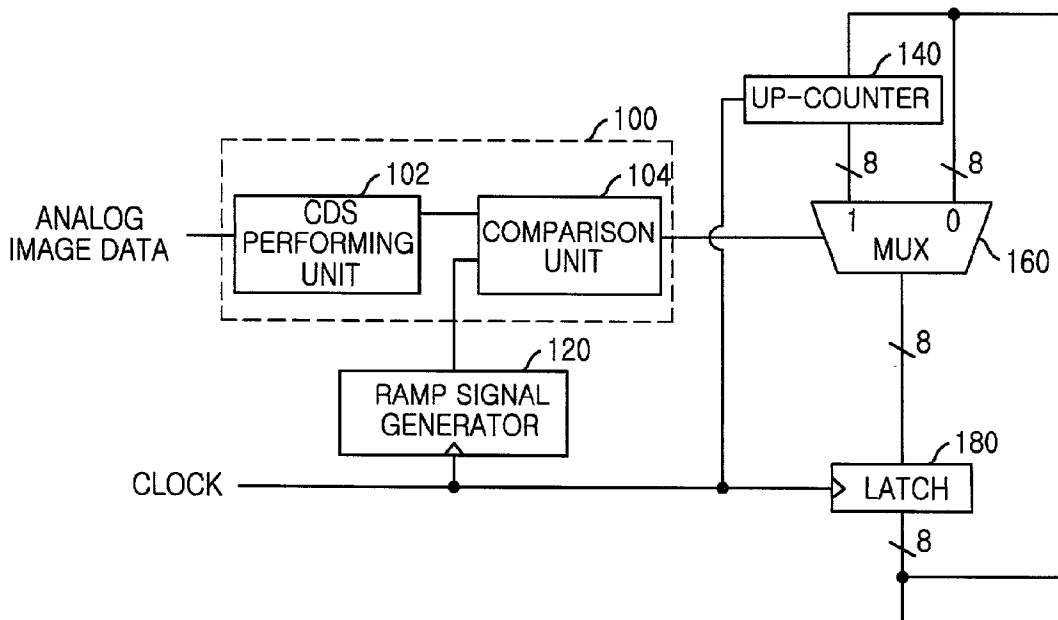 140
UP-COUNTER
100
8
8
102
104
ANALOG
IMAGE DATA
CDS
PERFORMING
UNIT
COMPARISON
UNIT
1
0
MUX
160
120
8
RAMP SIGNAL
GENERATOR
180
CLOCK
LATCH
8